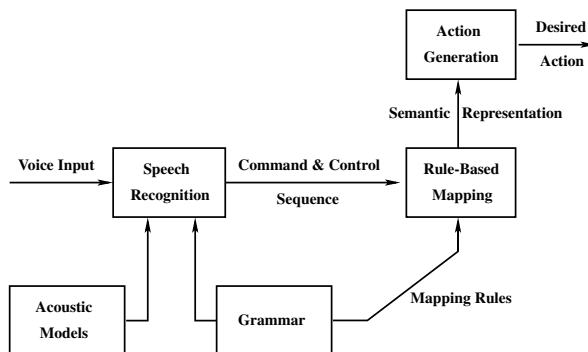 Action
Generation
Desired
Action
Semantic Representation
Voice Input
Speech
Recognition
Command & Control
Sequence
Rule-Based
Mapping
Acoustic
Models
Grammar
Mapping Rules